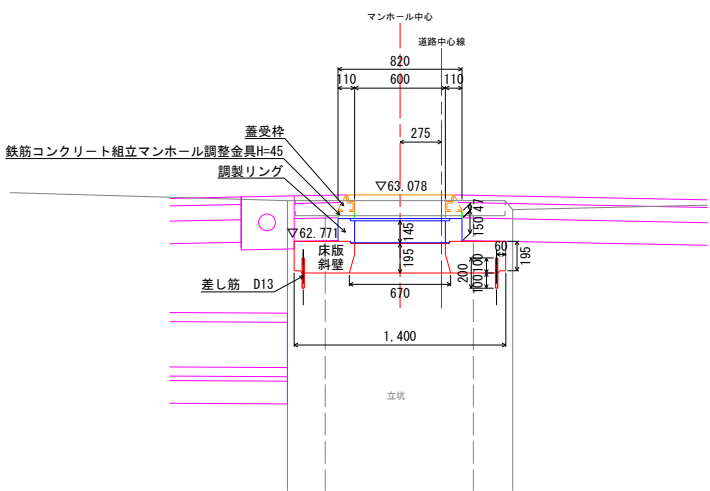 マンホール中心
道路中心線
820
110
600
110
蓋受枠
275
鉄筋コンクリート組立マンホール調整金具H=45
調製リング
▽63.078
47
150
145
▽62.771
床版
斜壁
195
60
195
200
100
100
差し筋 D13
670
1,400
立坑